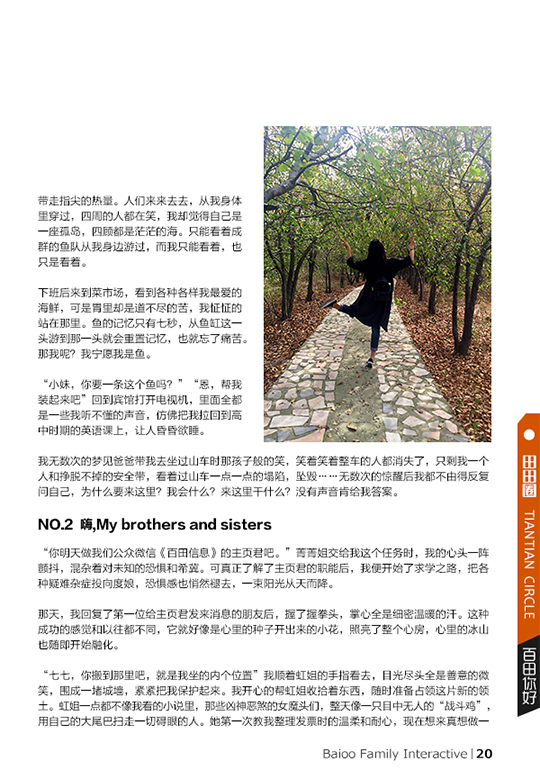 带走指尖的热量。人们来来去去，从我身体
里穿过，四周的人都在笑，我却觉得自己是
一座孤岛，四顾都是茫茫的海。只能看着成
群的鱼队从我身边游过，而我只能看着，也
只是看着。
下班后来到菜市场，看到各种各样我最爱的
海鲜，可是胃里却是道不尽的苦，我怔怔的
站在那里。鱼的记忆只有七秒，从鱼缸这一
头游到那一头就会重置记忆，也就忘了痛苦。
那我呢？我宁愿我是鱼。
“小妹，你要一条这个鱼吗？”“恩，帮我
装起来吧”回到宾馆打开电视机，里面全都
是一些我听不懂的声音，仿佛把我拉回到高
中时期的英语课上，让人昏昏欲睡。
我无数次的梦见爸爸带我去坐过山车时那孩子般的笑，笑着笑着整车的人都消失了，只剩我一个
人和挣脱不掉的安全带，看着过山车一点一点的塌陷，坠毁……无数次的惊醒后我都不由得反复
问自己，为什么要来这里？我会什么？来这里干什么？没有声音肯给我答案。
NO.2 嗨,My brothers and sisters
“你明天做我们公众微信《百田信息》的主页君吧。”菁菁姐交给我这个任务时，我的心头一阵
颤抖，混杂着对未知的恐惧和希冀。可真正了解了主页君的职能后，我便开始了求学之路，把各
种疑难杂症投向度娘，恐惧感也悄然褪去，一束阳光从天而降。
那天，我回复了第一位给主页君发来消息的朋友后，握了握拳头，掌心全是细密温暖的汗。这种
成功的感觉和以往都不同，它就好像是心里的种子开出来的小花，照亮了整个心房，心里的冰山
也随即开始融化。
“七七，你搬到那里吧，就是我坐的内个位置”我顺着虹姐的手指看去，目光尽头全是善意的微
笑，围成一堵城墙，紧紧把我保护起来。我开心的帮虹姐收拾着东西，随时准备占领这片新的领
土。虹姐一点都不像我看的小说里，那些凶神恶煞的女魔头们，整天像一只目中无人的“战斗鸡”，
用自己的大尾巴扫走一切碍眼的人。她第一次教我整理发票时的温柔和耐心，现在想来真想做一
田田圈 TIANTIAN CIRCLE
百田你好
Baioo Family Interactive | 20